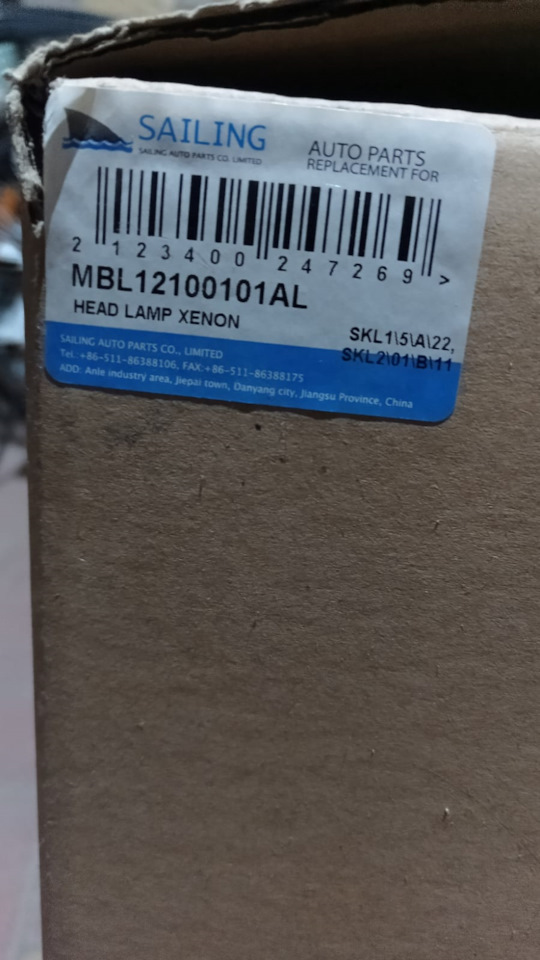 SAILING
SAILING AUTO PARTS CO. LIMITED
AUTO PARTS
REPLACEMENT FOR
2 123400 247269 >
MBL12100101AL
HEAD LAMP XENON
SKL1\5\A\22,
SKL2\01\B\11
SAILING AUTO PARTS CO., LIMITED
Tel.:+86-511-86388106, FAX:+86-511-86388175
ADD: Anle industry area, Jiepai town, Danyang city, Jiangsu Province, China